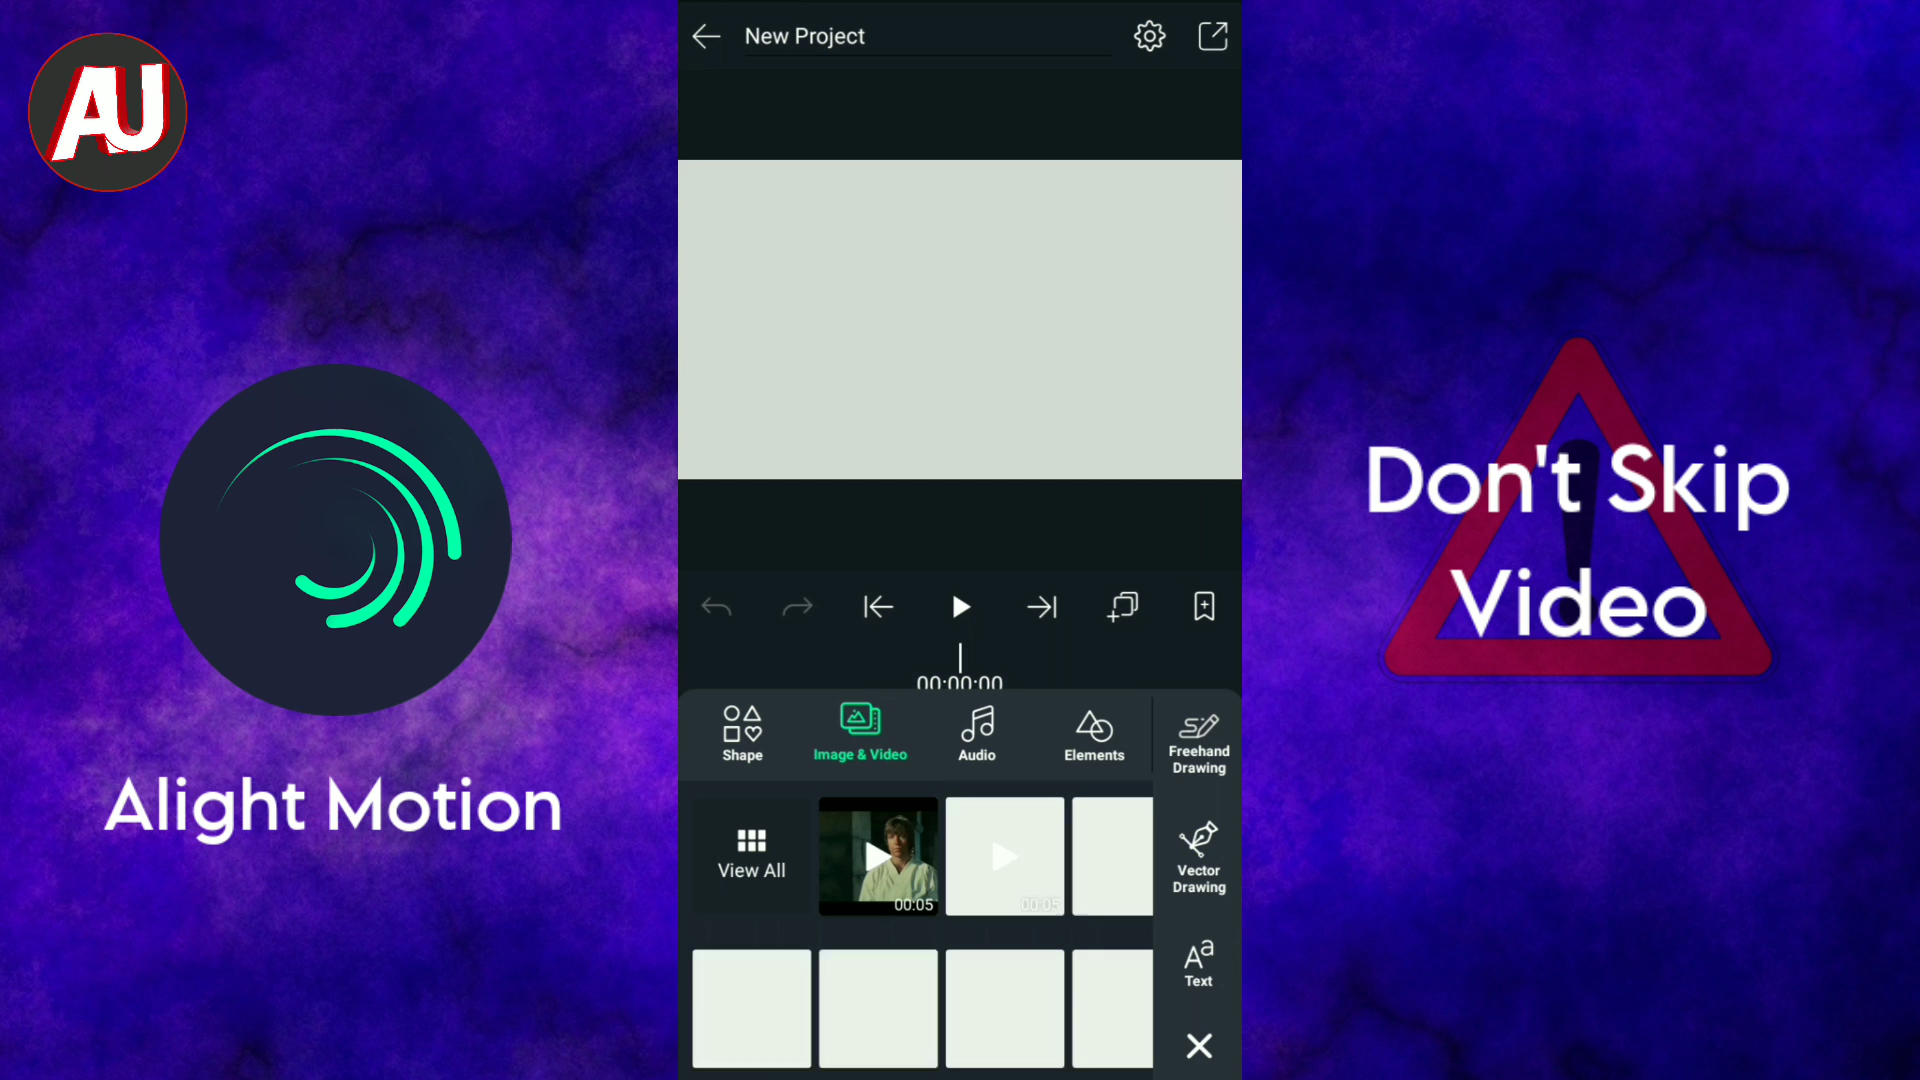 AU
New Project
00:00:00
Shape
Image & Video
Audio
Elements
Freehand
Drawing
View All
00:05
00:05
Vector
Drawing
Aa
Text
Alight Motion
Don't Skip
Video